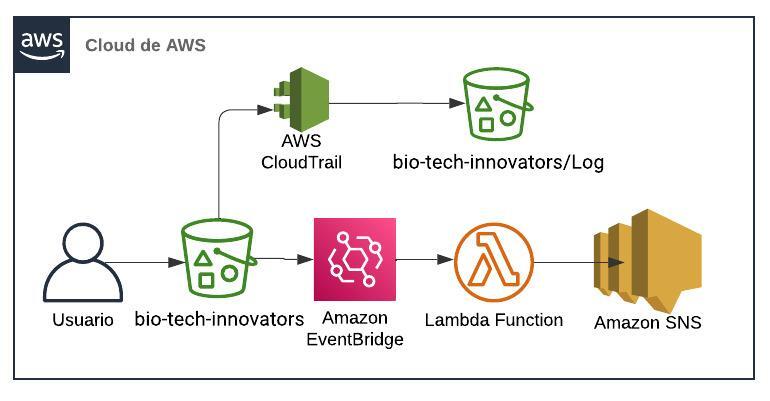 aws
Cloud de AWS
AWS
CloudTrail
bio-tech-innovators/Log
Usuario
bio-tech-innovators
Amazon
EventBridge
Lambda Function
Amazon SNS